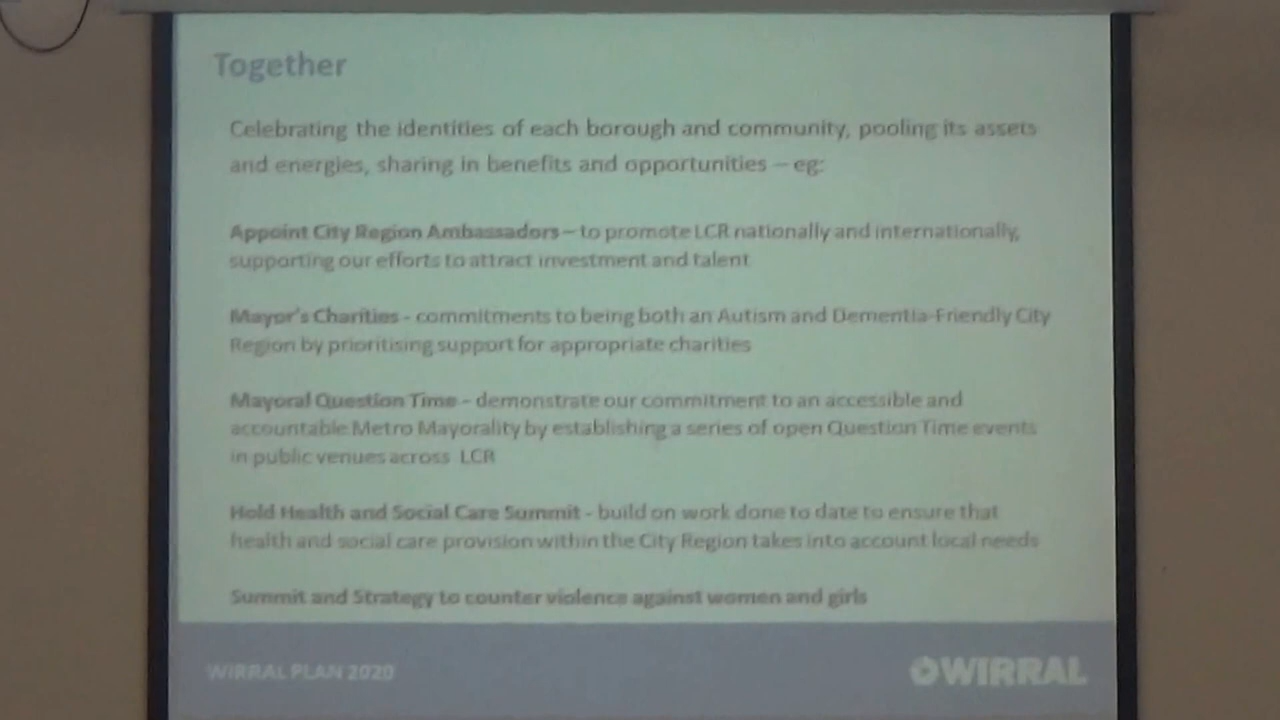 Together
Celebrating the identities of each borough and community, pooling its assets
and energies, sharing in benefits and opportunities – eg:
Appoint City Region Ambassadors – to promote LCR nationally and internationally,
supporting our efforts to attract investment and talent
Mayor's Charities - commitments to being both an Autism and Dementia-Friendly City
Region by prioritising support for appropriate charities
Mayoral Question Time - demonstrate our commitment to an accessible and
accountable Metro Mayorality by establishing a series of open Question Time events
in public venues across LCR
Hold Health and Social Care Summit - build on work done to date to ensure that
health and social care provision within the City Region takes into account local needs
Summit and Strategy to counter violence against women and girls
WIRRAL PLAN 2020
WIRRAL